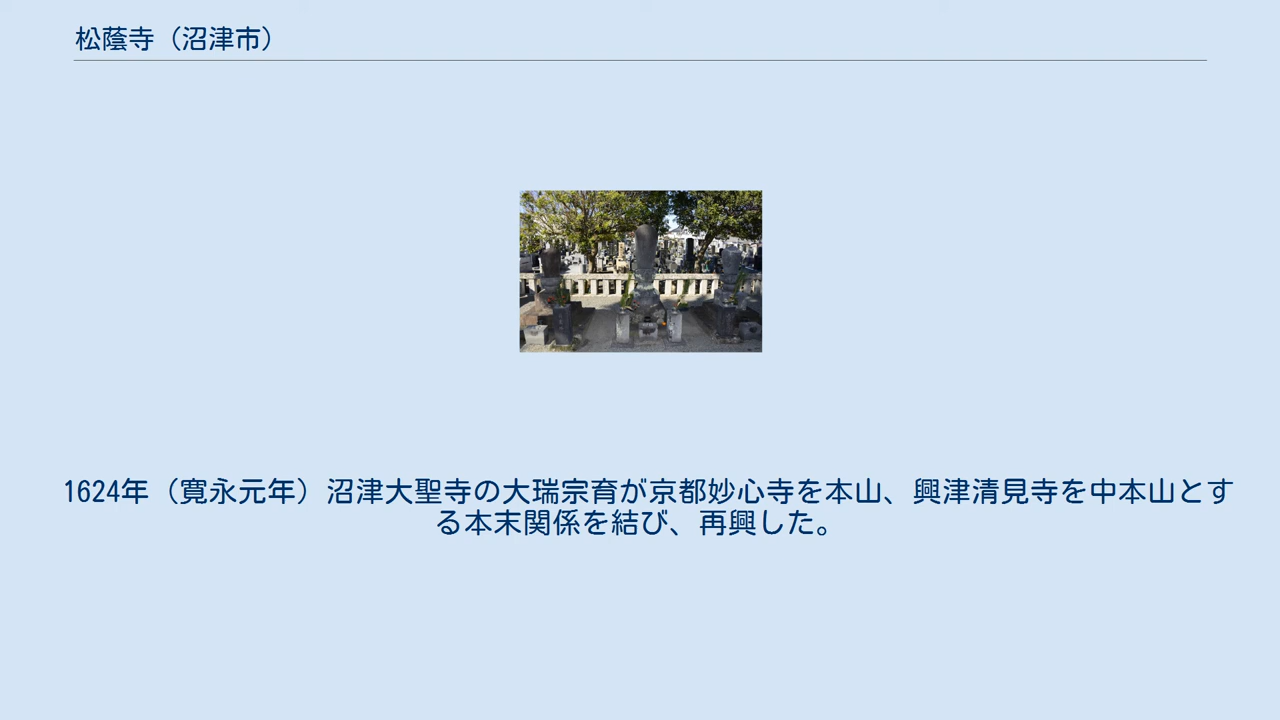 松蔭寺（沼津市）
1624年（寛永元年）沼津大聖寺の大瑞宗育が京都妙心寺を本山、興津清見寺を中本山とす
る本末関係を結び、再興した。